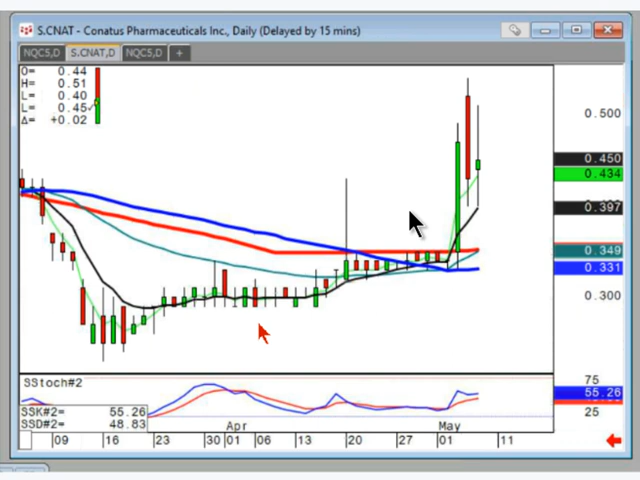 S.CNAT - Conatus Pharmaceuticals Inc., Daily (Delayed by 15 mins)
NQC5,D S.CNAT,D NQC5,D +
O= 0.44
H= 0.51
L= 0.40
L= 0.45
Δ= +0.02
0.500
0.450
0.434
0.397
0.349
0.331
0.300
SStoch#2
75
55.26
25
SSK#2= 55.26
SSD#2= 48.83
Apr May
09 16 23 30 01 06 13 20 27 01 11